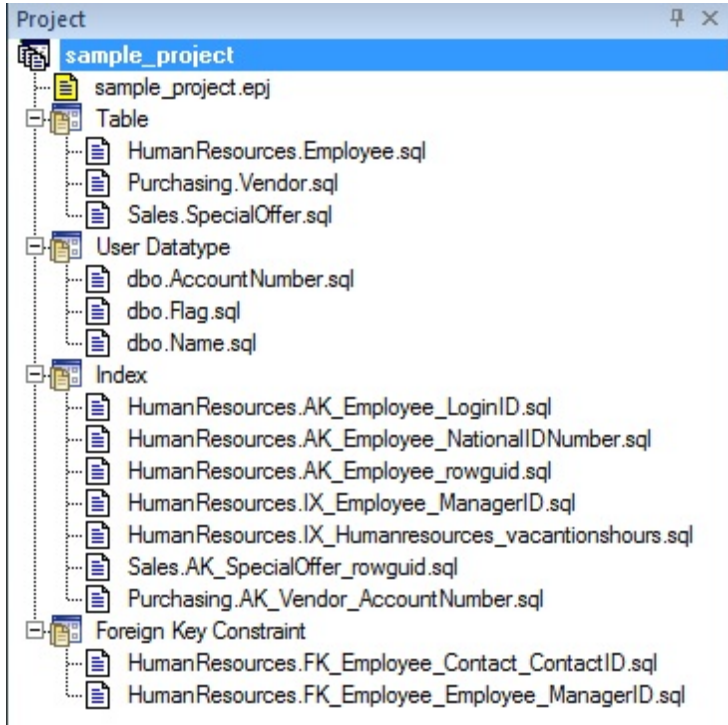 Project
sample_project
sample_project.epj
Table
HumanResources.Employee.sql
Purchasing.Vendor.sql
Sales.SpecialOffer.sql
User Datatype
dbo.AccountNumber.sql
dbo.Flag.sql
dbo.Name.sql
Index
HumanResources.AK_Employee_LoginID.sql
HumanResources.AK_Employee_NationalIDNumber.sql
HumanResources.AK_Employee_rowguid.sql
HumanResources.IX_Employee_ManagerID.sql
HumanResources.IX_Humanresources_vacantionshours.sql
Sales.AK_SpecialOffer_rowguid.sql
Purchasing.AK_Vendor_AccountNumber.sql
Foreign Key Constraint
HumanResources.FK_Employee_Contact_ContactID.sql
HumanResources.FK_Employee_Employee_ManagerID.sql